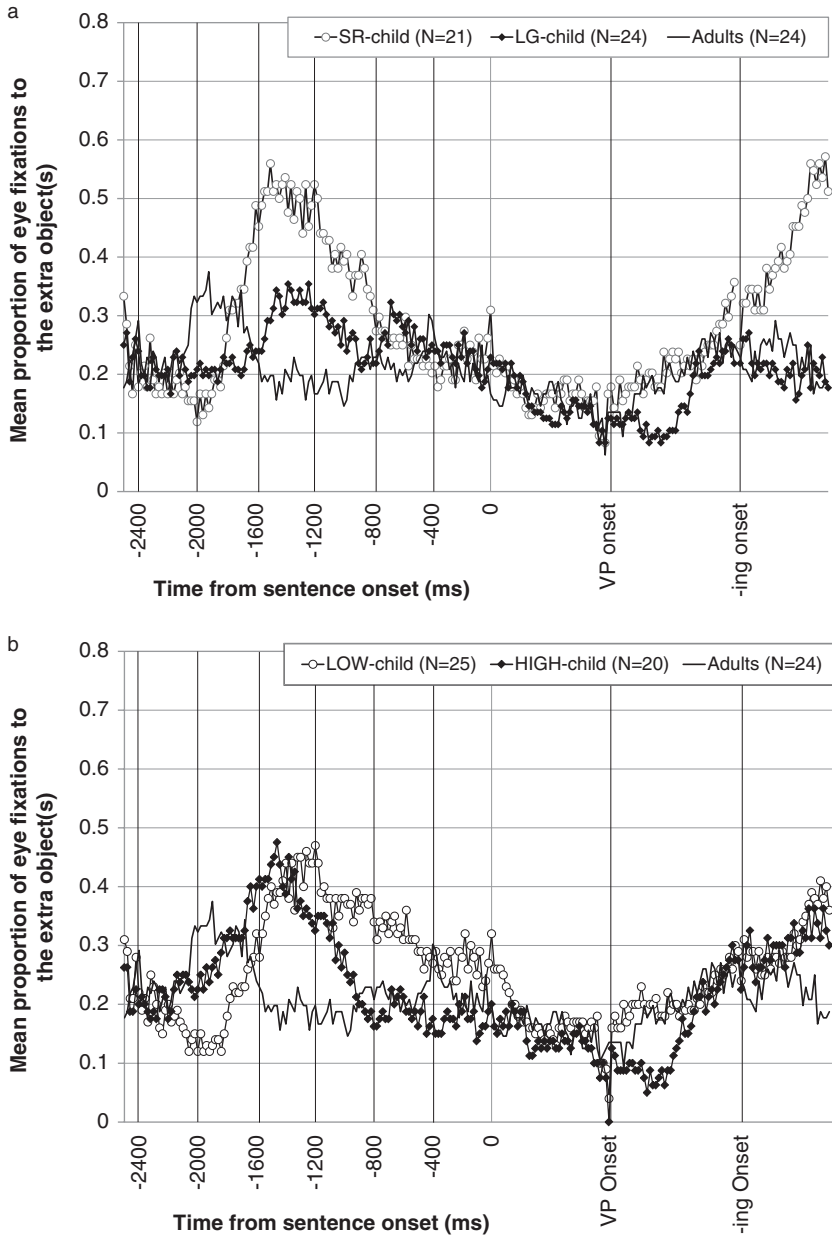 a
SR-child (N=21) LG-child (N=24) Adults (N=24)
Mean proportion of eye fixations to
the extra object(s)
0.8
0.7
0.6
0.5
0.4
0.3
0.2
0.1
0
-2400
-2000
-1600
-1200
-800
-400
0
VP onset
-ing onset
Time from sentence onset (ms)
b
LOW-child (N=25) HIGH-child (N=20) Adults (N=24)
Mean proportion of eye fixations to
the extra object(s)
0.8
0.7
0.6
0.5
0.4
0.3
0.2
0.1
0
-2400
-2000
-1600
-1200
-800
-400
0
VP Onset
-ing Onset
Time from sentence onset (ms)